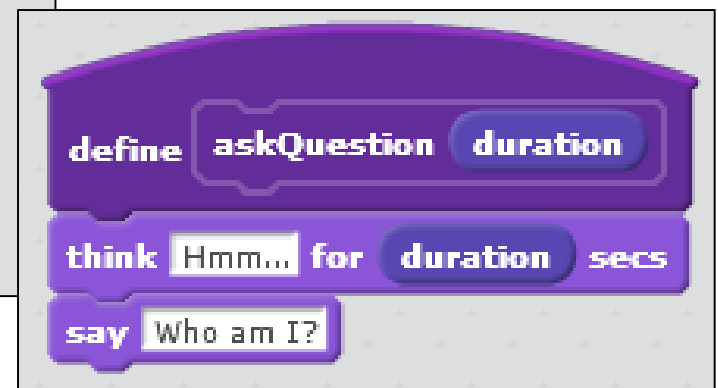 define askQuestion duration
think Hmm... for duration secs
say Who am I?